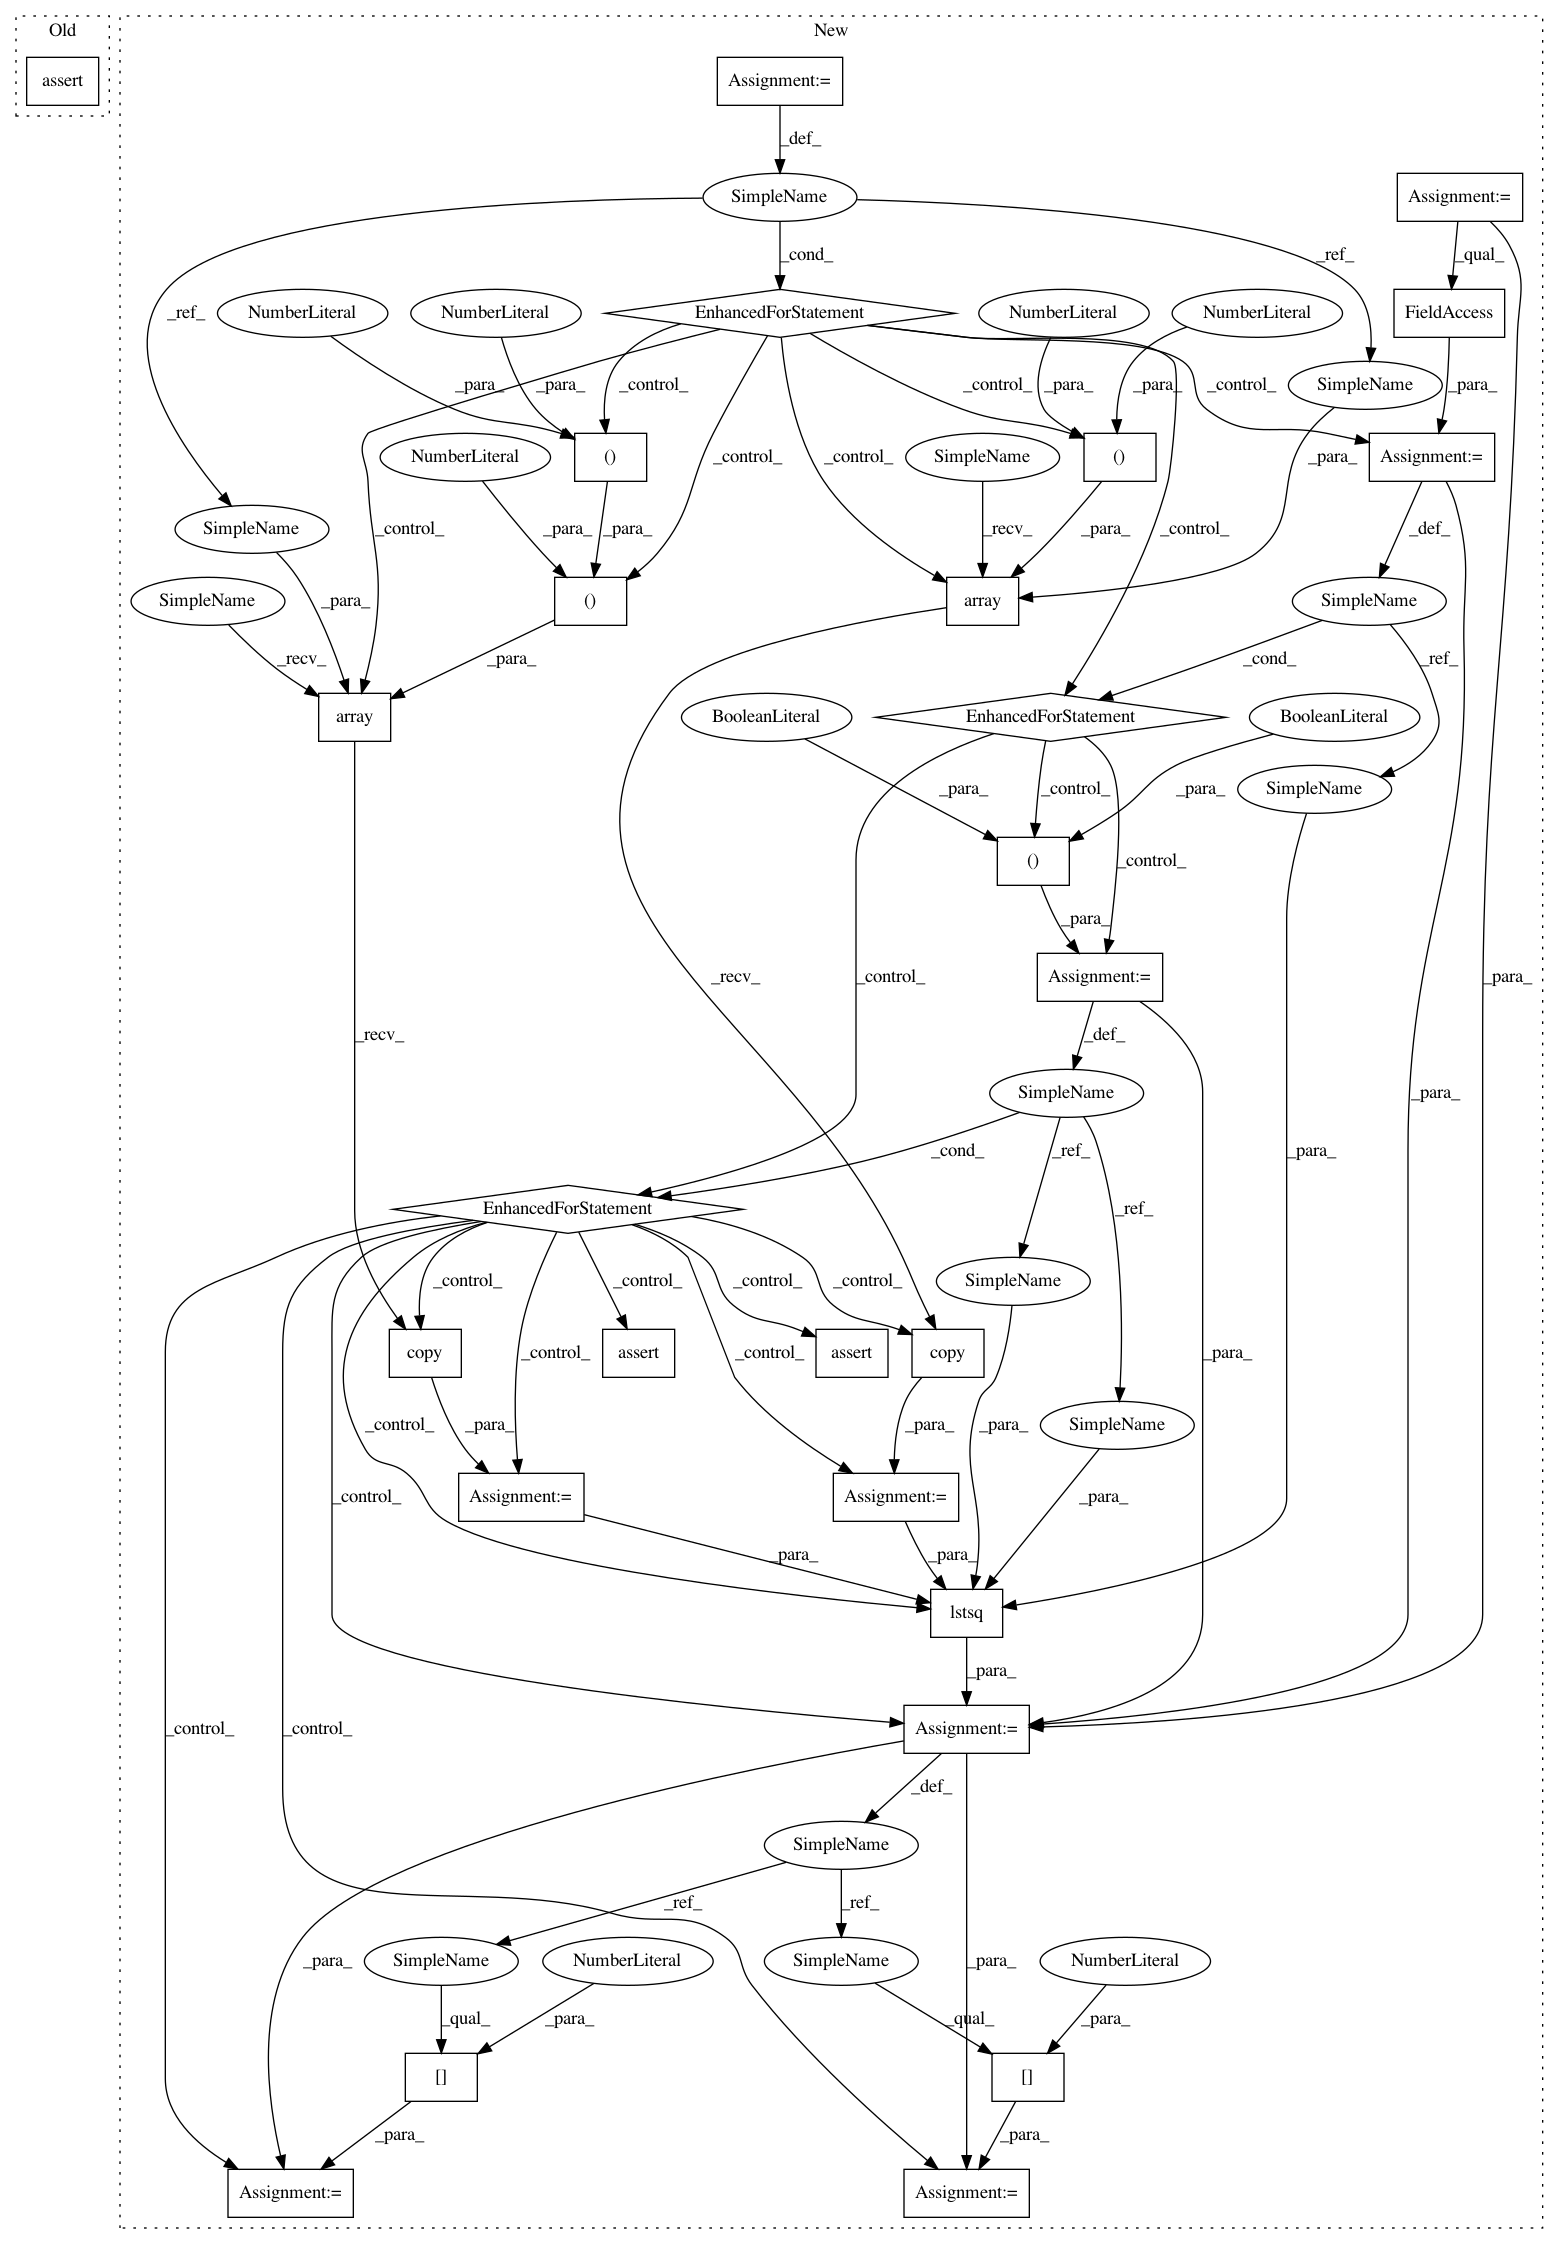 Old
New
assert
Assignment:=
_def_
SimpleName
Assignment:=
_ref_
_cond_
_ref_
_qual_
NumberLiteral
NumberLiteral
EnhancedForStatement
NumberLiteral
NumberLiteral
FieldAccess
_para_
_para_
_control_
_control_
_para_
_para_
_control_
_para_
SimpleName
NumberLiteral
()
SimpleName
()
Assignment:=
_control_
_control_
_para_
SimpleName
_control_
_para_
_para_
_recv_
_para_
_control_
_def_
SimpleName
_para_
()
array
SimpleName
_recv_
_para_
_cond_
_ref_
array
BooleanLiteral
EnhancedForStatement
BooleanLiteral
SimpleName
_para_
_control_
_para_
()
_control_
_para_
_recv_
_control_
Assignment:=
_para_
_recv_
_def_
SimpleName
_para_
_cond_
_ref_
_para_
EnhancedForStatement
_ref_
SimpleName
_control_
_control_
_control_
_control_
copy
_control_
assert
assert
_control_
copy
_para_
_control_
_para_
_para_
_para_
SimpleName
_control_
Assignment:=
Assignment:=
_para_
_para_
_para_
lstsq
_para_
_control_
_control_
Assignment:=
_def_
SimpleName
_ref_
_ref_
_para_
SimpleName
NumberLiteral
SimpleName
_para_
NumberLiteral
_qual_
_para_
_qual_
_para_
[]
[]
_para_
_para_
Assignment:=
Assignment:=